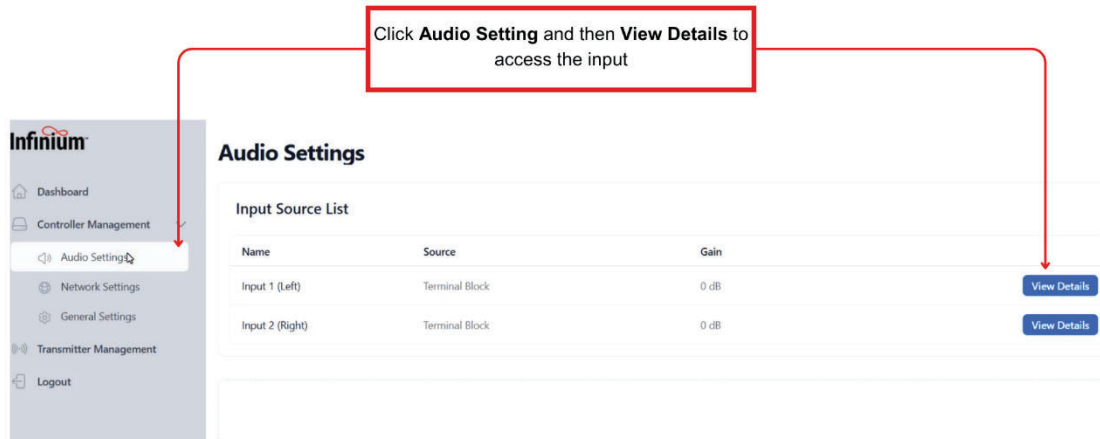 Click Audio Setting and then View Details to
access the input
Infinium™
Audio Settings
Dashboard
Controller Management
Audio Settings
Network Settings
General Settings
Transmitter Management
Logout
Input Source List
Name Source Gain
Input 1 (Left) Terminal Block 0 dB View Details
Input 2 (Right) Terminal Block 0 dB View Details